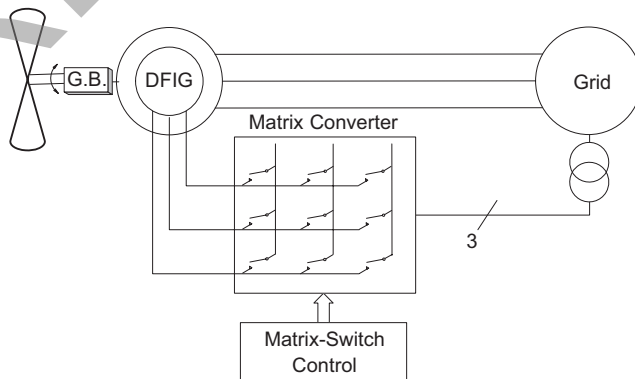 G.B.
DFIG
Grid
Matrix Converter
3
Matrix-Switch
Control